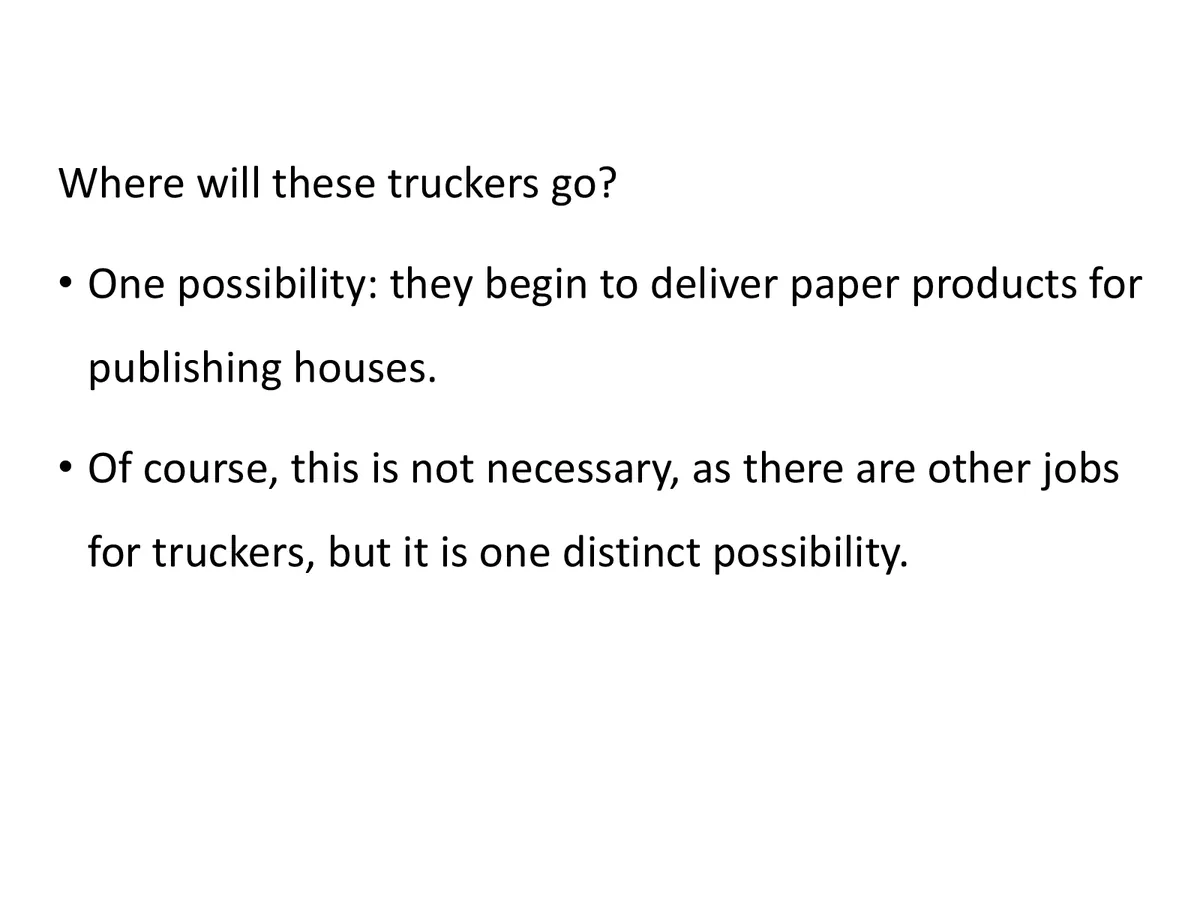 Where will these truckers go?
• One possibility: they begin to deliver paper products for
publishing houses.
• Of course, this is not necessary, as there are other jobs
for truckers, but it is one distinct possibility.